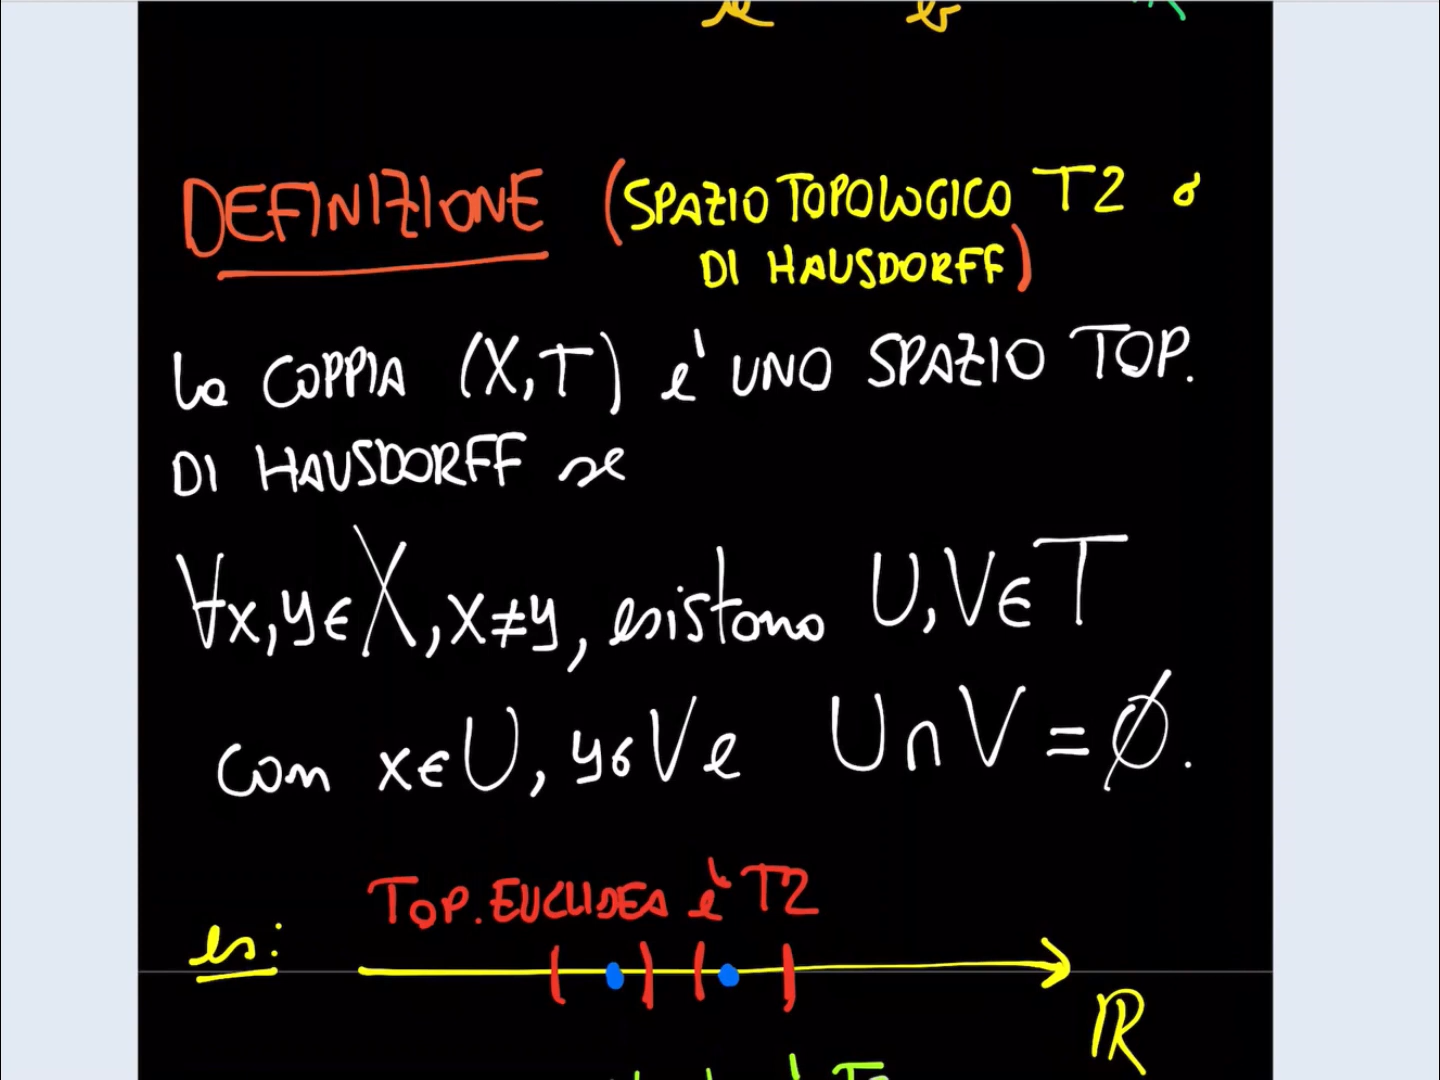 a b
DEFINIZIONE (SPAZIO TOPOLOGICO T2 o
DI HAUSDORFF)
La COPPIA (X,T) è UNO SPAZIO TOP.
DI HAUSDORFF se
∀x,y∈X, x≠y, esistono U,V∈T
con x∈U, y∈V e U∩V=∅.
TOP. EUCLIDEA è T2
es:
ℝ